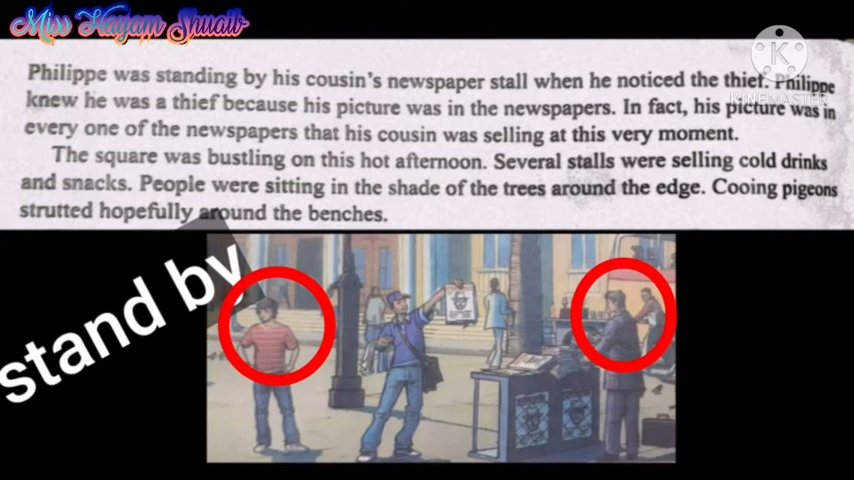 Miss Hayam Shuaib
Philippe was standing by his cousin's newspaper stall when he noticed the thief. Philippe
knew he was a thief because his picture was in the newspapers. In fact, his picture was in
every one of the newspapers that his cousin was selling at this very moment.
The square was bustling on this hot afternoon. Several stalls were selling cold drinks
and snacks. People were sitting in the shade of the trees around the edge. Cooing pigeons
strutted hopefully around the benches.
K
KINEMASTER
stand by